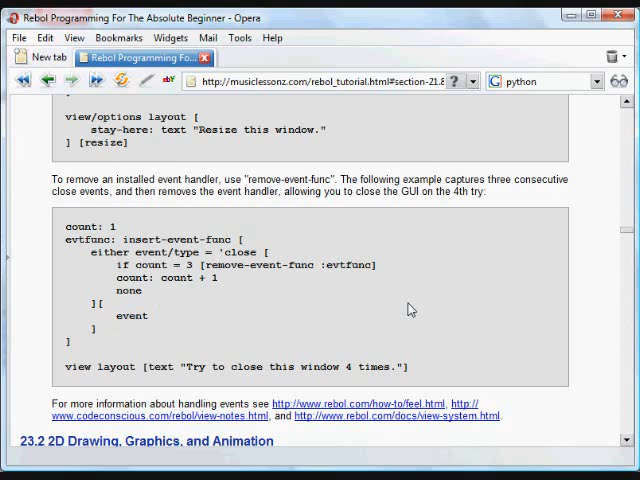 Rebol Programming For The Absolute Beginner - Opera
File Edit View Bookmarks Widgets Mail Tools Help
New tab Rebol Programming Fo...
http://musiclessonz.com/rebol_tutorial.html#section-21.8 ? python
view/options layout [
stay-here: text "Resize this window."
] [resize]
To remove an installed event handler, use "remove-event-func". The following example captures three consecutive
close events, and then removes the event handler, allowing you to close the GUI on the 4th try:
count: 1
evtfunc: insert-event-func [
either event/type = 'close [
if count = 3 [remove-event-func :evtfunc]
count: count + 1
none
][
event
]
]
view layout [text "Try to close this window 4 times."]
For more information about handling events see http://www.rebol.com/how-to/feel.html, http://
www.codeconscious.com/rebol/view-notes.html, and http://www.rebol.com/docs/view-system.html.
23.2 2D Drawing, Graphics, and Animation